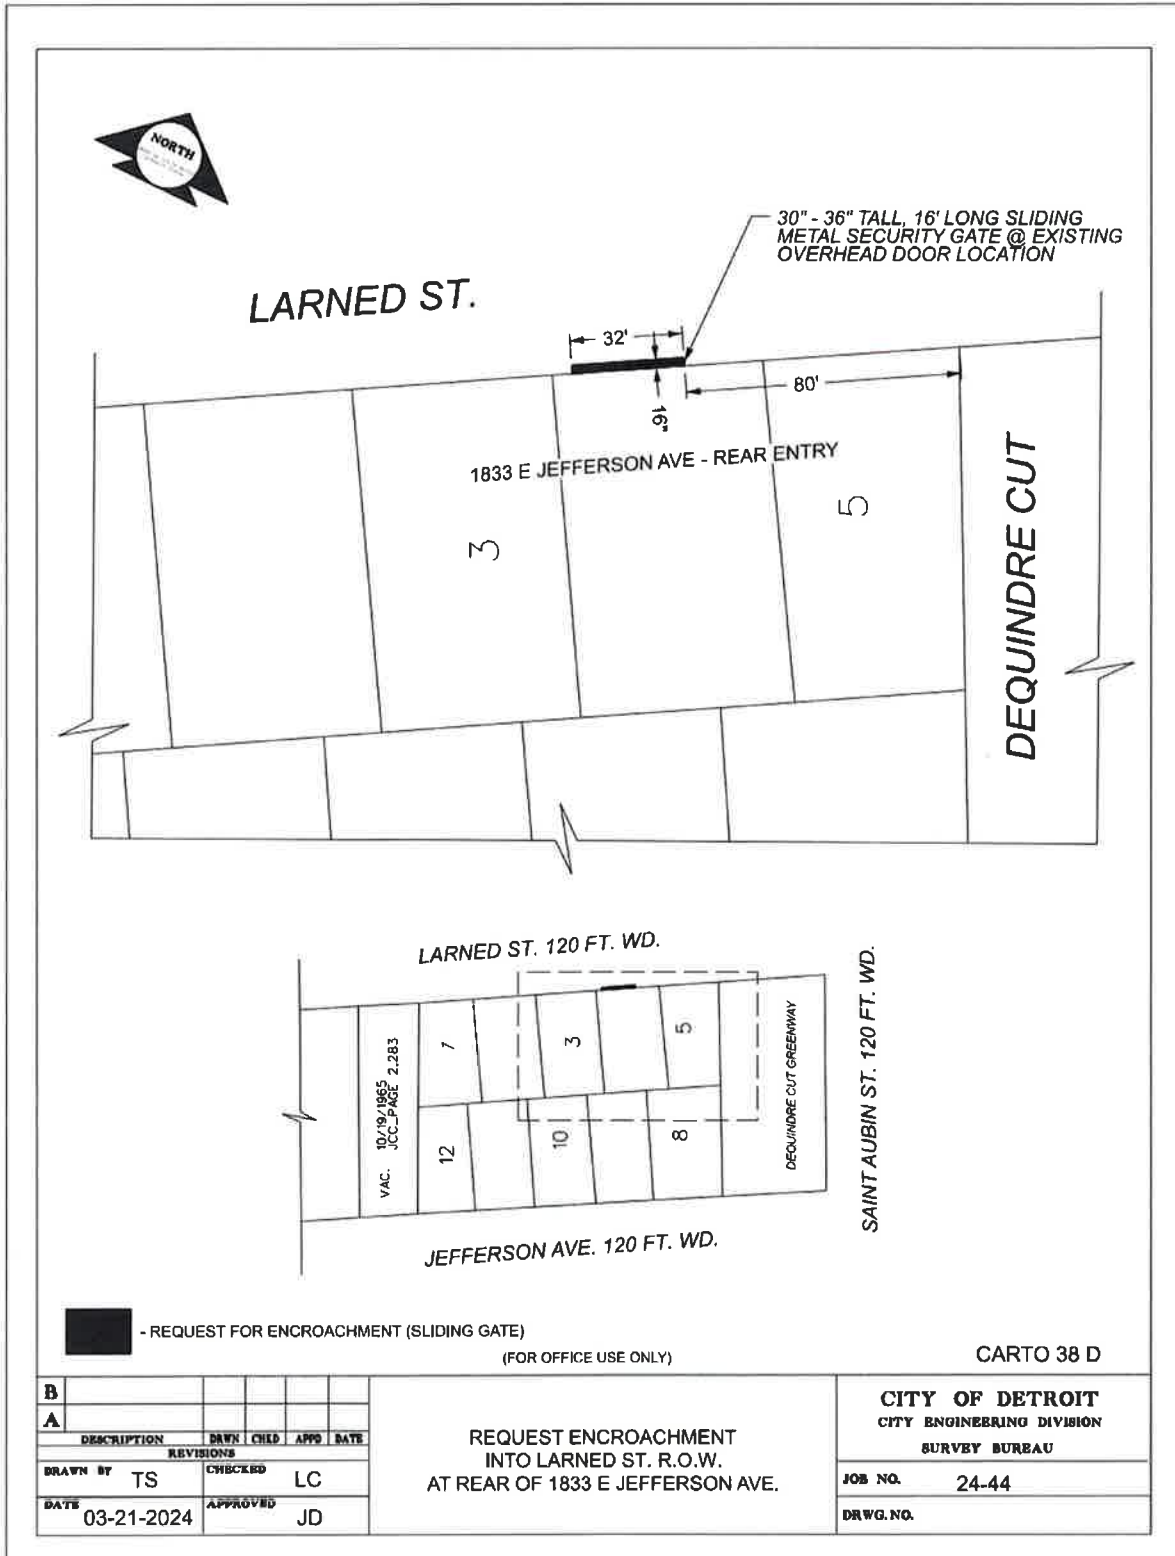 NORTH
30" - 36" TALL, 16' LONG SLIDING
METAL SECURITY GATE @ EXISTING
OVERHEAD DOOR LOCATION
LARNED ST.
32'
80'
16"
1833 E JEFFERSON AVE - REAR ENTRY
3
5
DEQUINDRE CUT
LARNED ST. 120 FT. WD.
VAC. 10/19/1965
JCC_PAGE 2,283
3
5
DEQUINDRE CUT GREENWAY
SAINT AUBIN ST. 120 FT. WD.
12
10
8
JEFFERSON AVE. 120 FT. WD.
- REQUEST FOR ENCROACHMENT (SLIDING GATE)
(FOR OFFICE USE ONLY)
CARTO 38 D
B
A
DESCRIPTION DRWN CHKD APPD DATE
REVISIONS
DRAWN BY TS
CHECKED LC
DATE 03-21-2024
APPROVED JD
REQUEST ENCROACHMENT
INTO LARNED ST. R.O.W.
AT REAR OF 1833 E JEFFERSON AVE.
CITY OF DETROIT
CITY ENGINEERING DIVISION
SURVEY BUREAU
JOB NO. 24-44
DRWG. NO.